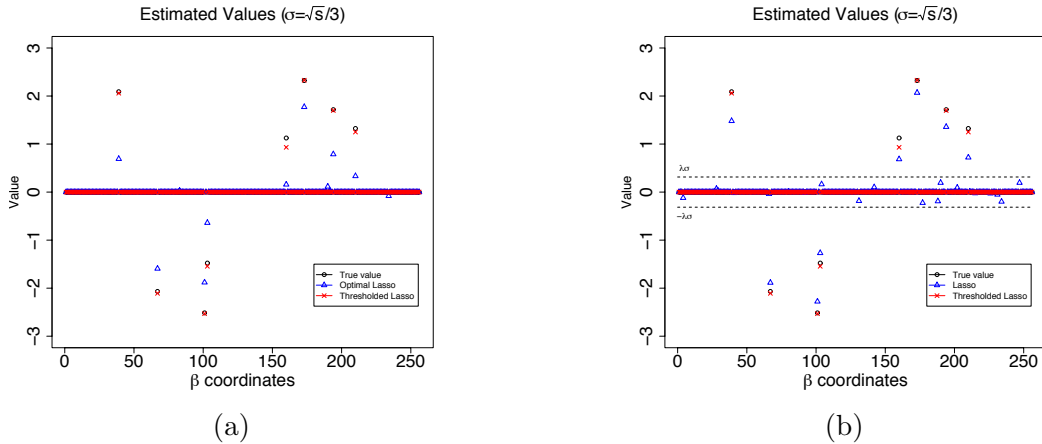 Estimated Values (σ=√s/3)
Value
3
2
1
0
−1
−2
−3
True value
Optimal Lasso
Thresholded Lasso
0 50 100 150 200 250
β coordinates
(a)
Estimated Values (σ=√s/3)
Value
3
2
1
0
−1
−2
−3
λσ
−λσ
True value
Lasso
Thresholded Lasso
0 50 100 150 200 250
β coordinates
(b)